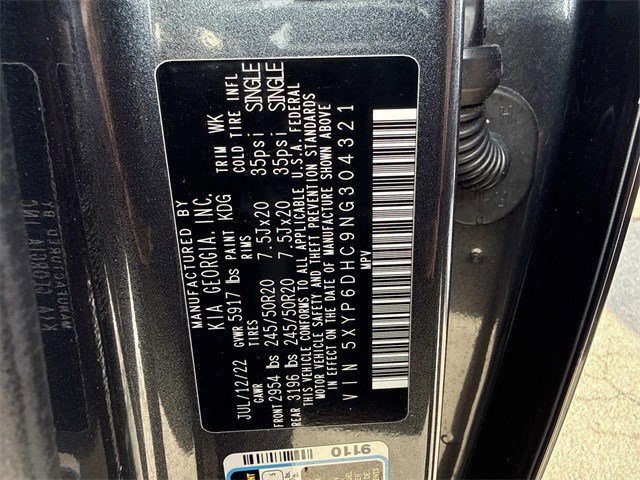 MANUFACTURED BY
KIA GEORGIA, INC.
JUL/12/22 GVWR 5917 lbs PAINT KDG TRIM WK
GAWR TIRES RIMS COLD TIRE INFL
FRONT 2954 lbs 245/50R20 7.5Jx20 35psi SINGLE
REAR 3196 lbs 245/50R20 7.5Jx20 35psi SINGLE
THIS VEHICLE CONFORMS TO ALL APPLICABLE U.S.A. FEDERAL
MOTOR VEHICLE SAFETY AND THEFT PREVENTION STANDARDS
IN EFFECT ON THE DATE OF MANUFACTURE SHOWN ABOVE
VIN 5XYP6DHC9NG304321
MPV
9110